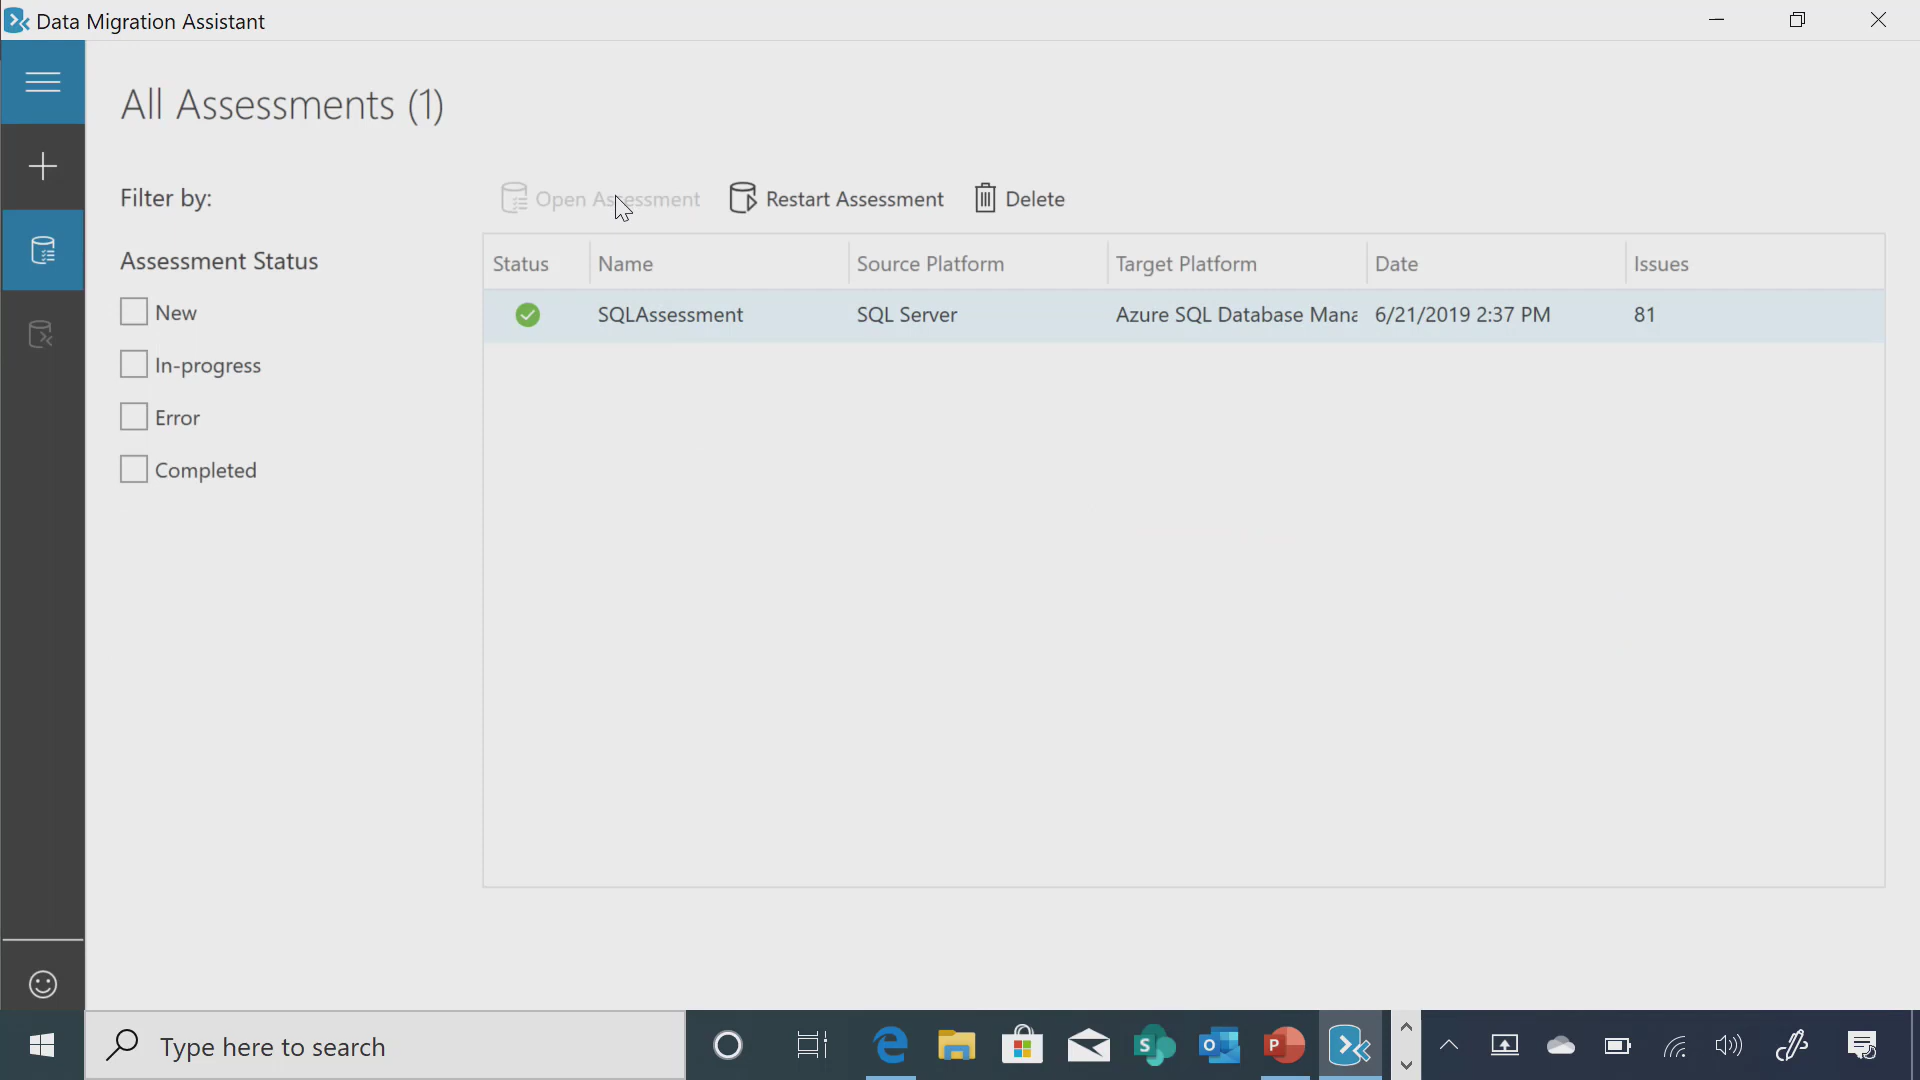 Data Migration Assistant
All Assessments (1)
Filter by:
Open Assessment
Restart Assessment
Delete
Assessment Status
New
In-progress
Error
Completed
Status Name Source Platform Target Platform Date Issues
SQLAssessment SQL Server Azure SQL Database Mana 6/21/2019 2:37 PM 81
Type here to search